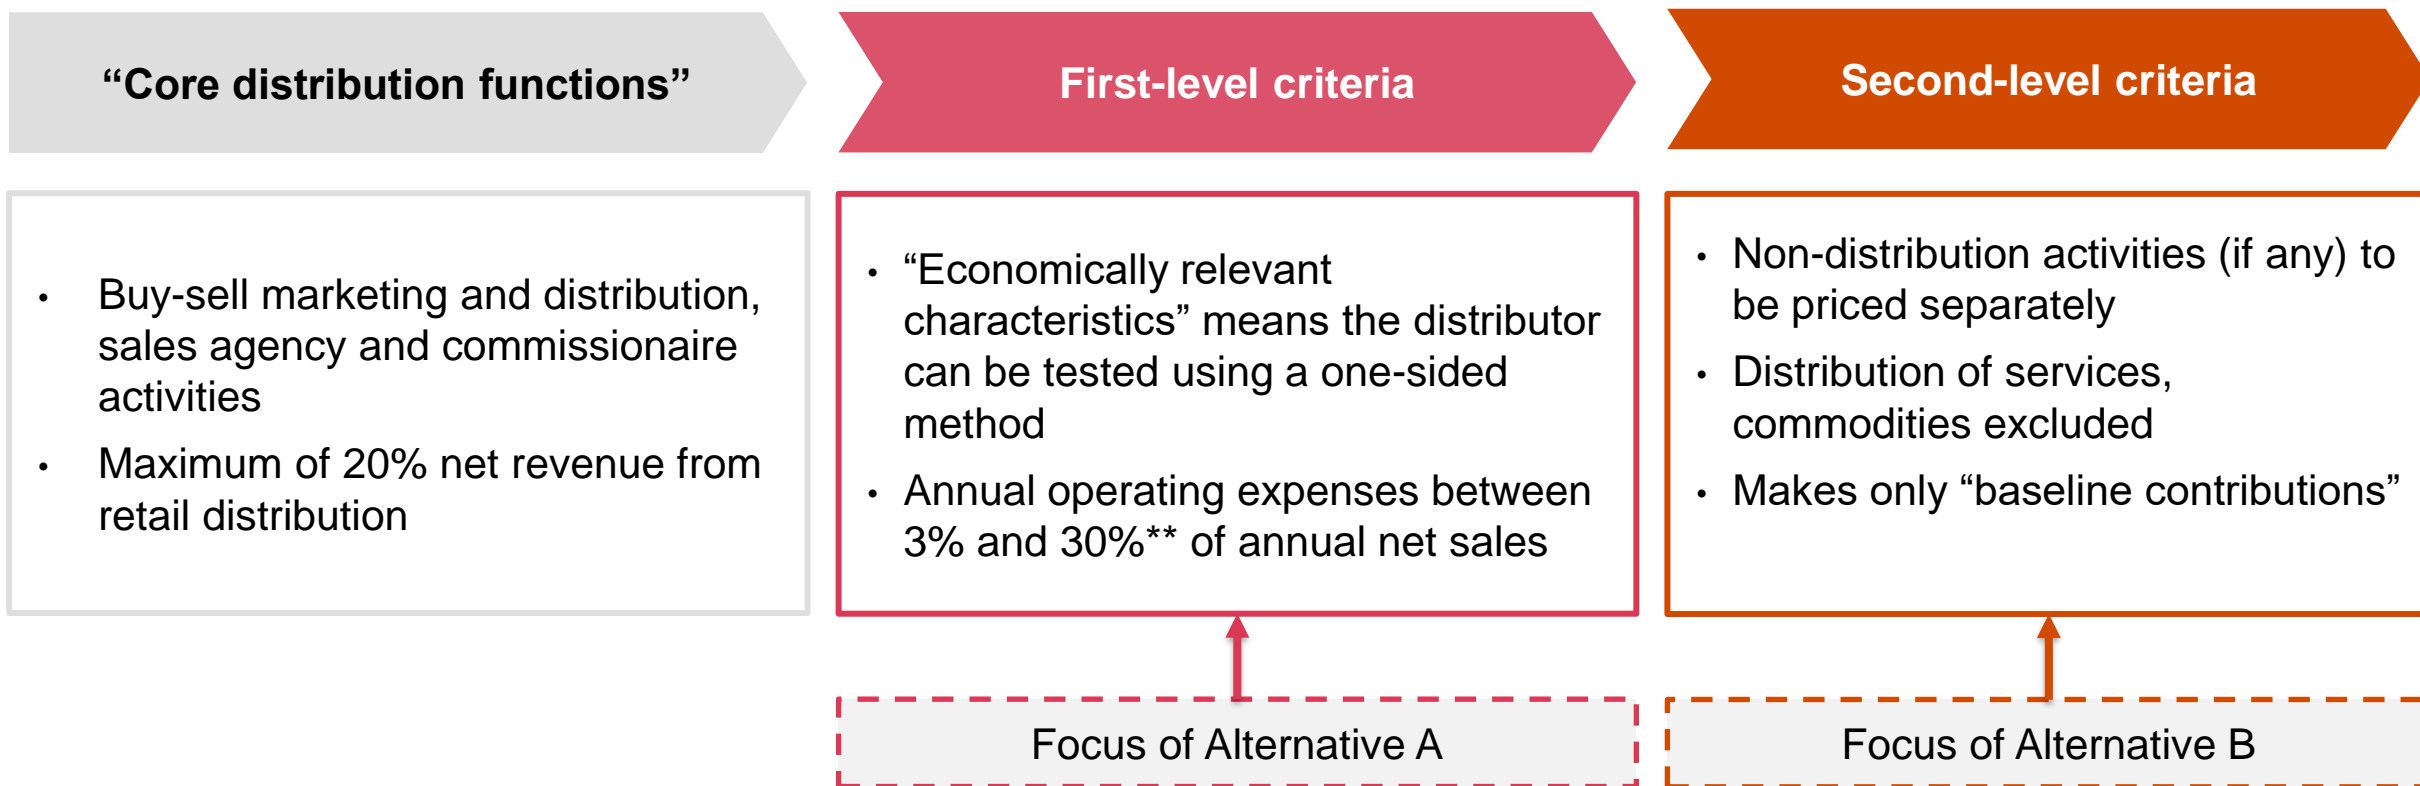 “Core distribution functions”
First-level criteria
Second-level criteria
• Buy-sell marketing and distribution,
sales agency and commissionaire
activities
• Maximum of 20% net revenue from
retail distribution
• “Economically relevant
characteristics” means the distributor
can be tested using a one-sided
method
• Annual operating expenses between
3% and 30%** of annual net sales
• Non-distribution activities (if any) to
be priced separately
• Distribution of services,
commodities excluded
• Makes only “baseline contributions”
Focus of Alternative A
Focus of Alternative B